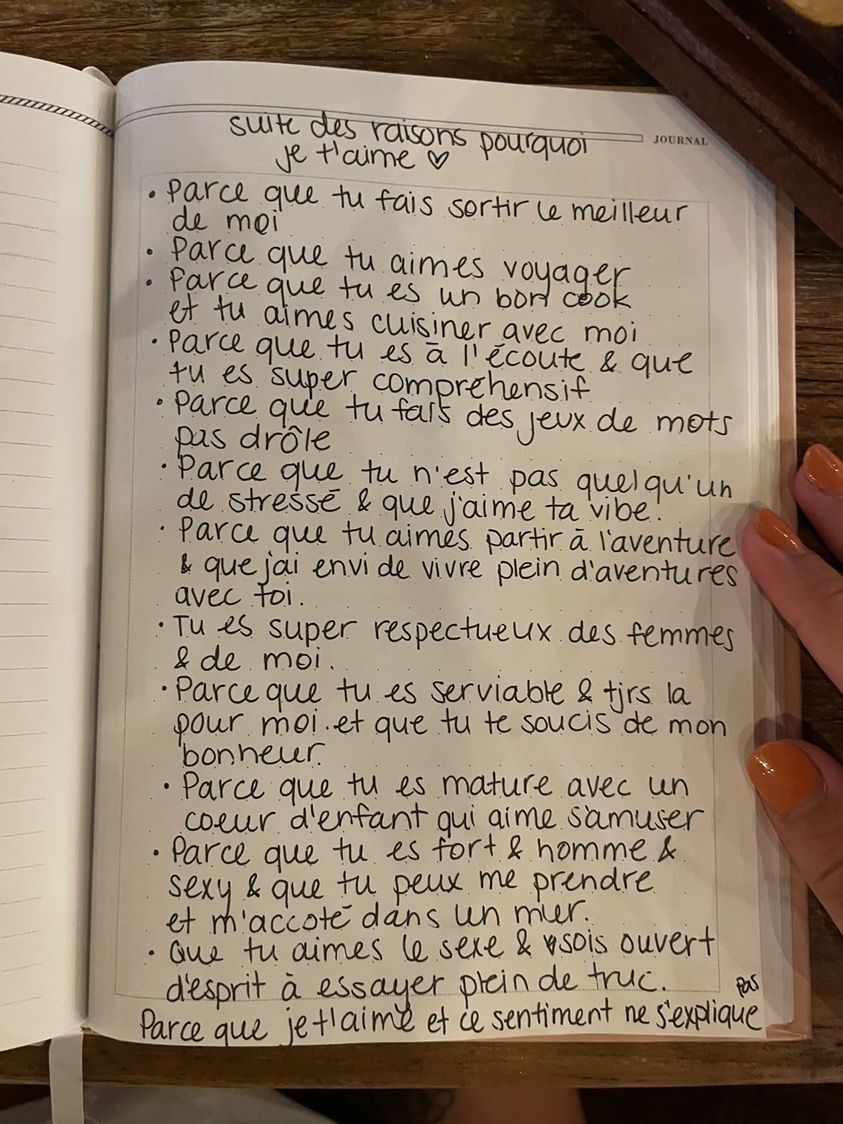 JOURNAL
suite des raisons pourquoi
je t'aime ♡
• Parce que tu fais sortir le meilleur
de moi
• Parce que tu aimes voyager
• Parce que tu es un bon cook
et tu aimes cuisiner avec moi
• Parce que tu es à l'écoute & que
tu es super comprehensif
• Parce que tu fais des jeux de mots
pas drôle
• Parce que tu n'est pas quelqu'un
de stressé & que j'aime ta vibe.
• Parce que tu aimes partir à l'aventure
& que j'ai envi de vivre plein d'aventures
avec toi.
• Tu es super respectueux des femmes
& de moi.
• Parce que tu es serviable & tjrs la
pour moi et que tu te soucis de mon
bonheur.
• Parce que tu es mature avec un
coeur d'enfant qui aime s'amuser
• Parce que tu es fort & homme &
sexy & que tu peux me prendre
et m'accoté dans un mur.
• Que tu aimes le sexe & sois ouvert
d'esprit à essayer plein de truc.
Parce que je t'aime et ce sentiment ne s'explique pas